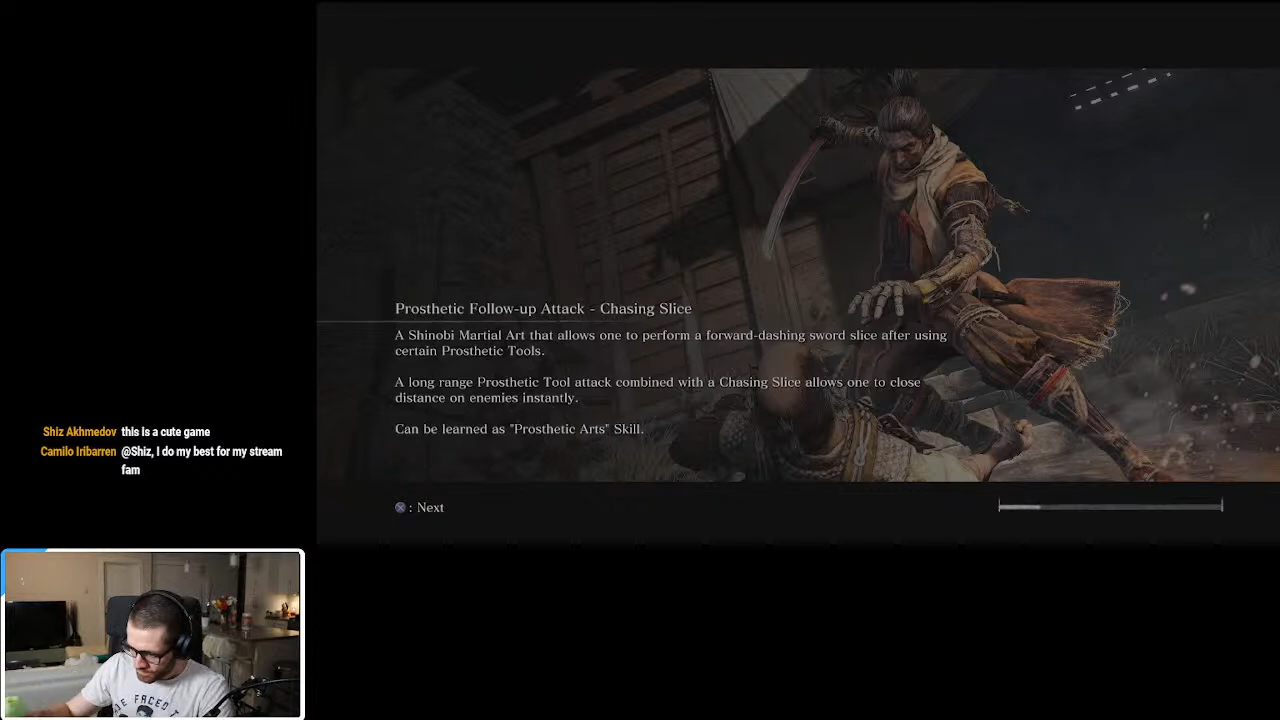 Prosthetic Follow-up Attack - Chasing Slice
A Shinobi Martial Art that allows one to perform a forward-dashing sword slice after using
certain Prosthetic Tools.
A long range Prosthetic Tool attack combined with a Chasing Slice allows one to close
distance on enemies instantly.
Can be learned as "Prosthetic Arts" Skill.
Shiz Akhmedov this is a cute game
Camilo Iribarren @Shiz, I do my best for my stream
fam
: Next
FACED